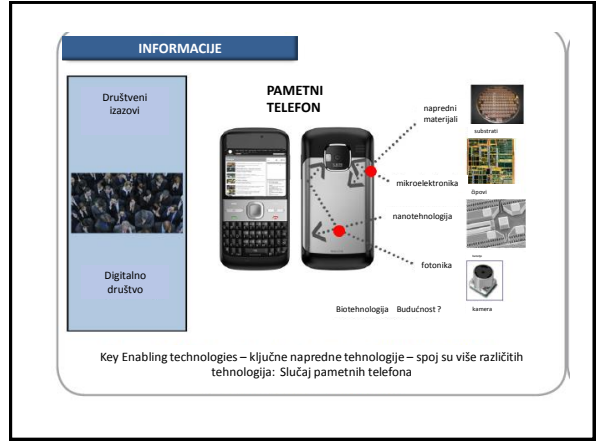 INFORMACIJE
Društveni
izazovi
Digitalno
društvo
PAMETNI
TELEFON
napredni
materijali
mikroelektronika
nanotehnologija
fotonika
Biotehnologija Budućnost ?
substrati
čipovi
kamera
Key Enabling technologies – ključne napredne tehnologije – spoj su više različitih
tehnologija: Slučaj pametnih telefona